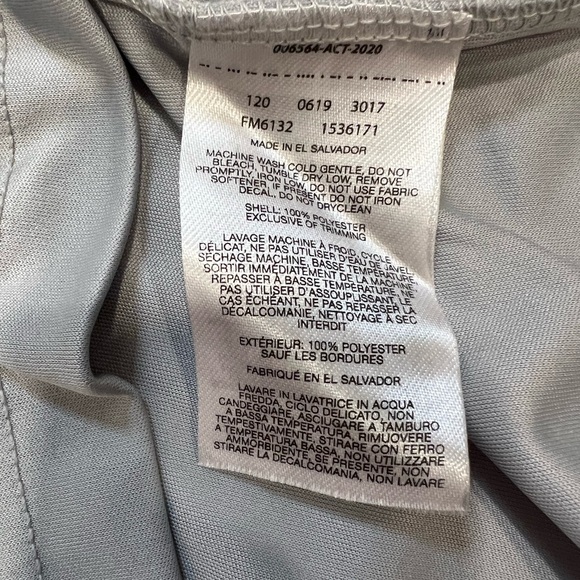 006564-ACT-2020
120 0619 3017
FM6132 1536171
MADE IN EL SALVADOR
MACHINE WASH COLD GENTLE, DO NOT
BLEACH, TUMBLE DRY LOW, REMOVE
PROMPTLY, IRON LOW, DO NOT USE FABRIC
SOFTENER, IF PRESENT DO NOT IRON
DECAL, DO NOT DRYCLEAN
SHELL: 100% POLYESTER
EXCLUSIVE OF TRIMMING
LAVAGE MACHINE À FROID, CYCLE
DÉLICAT, NE PAS UTILISER D'EAU DE JAVEL,
SÉCHAGE MACHINE, BASSE TEMPÉRATURE,
SORTIR IMMÉDIATEMENT DE LA MACHINE,
REPASSER À BASSE TEMPÉRATURE, NE
PAS UTILISER D'ASSOUPLISSANT, LE
CAS ÉCHÉANT, NE PAS REPASSER LA
DÉCALCOMANIE, NETTOYAGE À SEC
INTERDIT
EXTÉRIEUR: 100% POLYESTER
SAUF LES BORDURES
FABRIQUÉ EN EL SALVADOR
LAVARE IN LAVATRICE IN ACQUA
FREDDA, CICLO DELICATO, NON
CANDEGGIARE, ASCIUGARE A TAMBURO
A BASSA TEMPERATURA, RIMUOVERE
TEMPESTIVAMENTE, STIRARE CON FERRO
A TEMPERATURA BASSA, NON UTILIZZARE
AMMORBIDENTE, SE PRESENTE, NON
STIRARE LA DECALCOMANIA, NON LAVARE